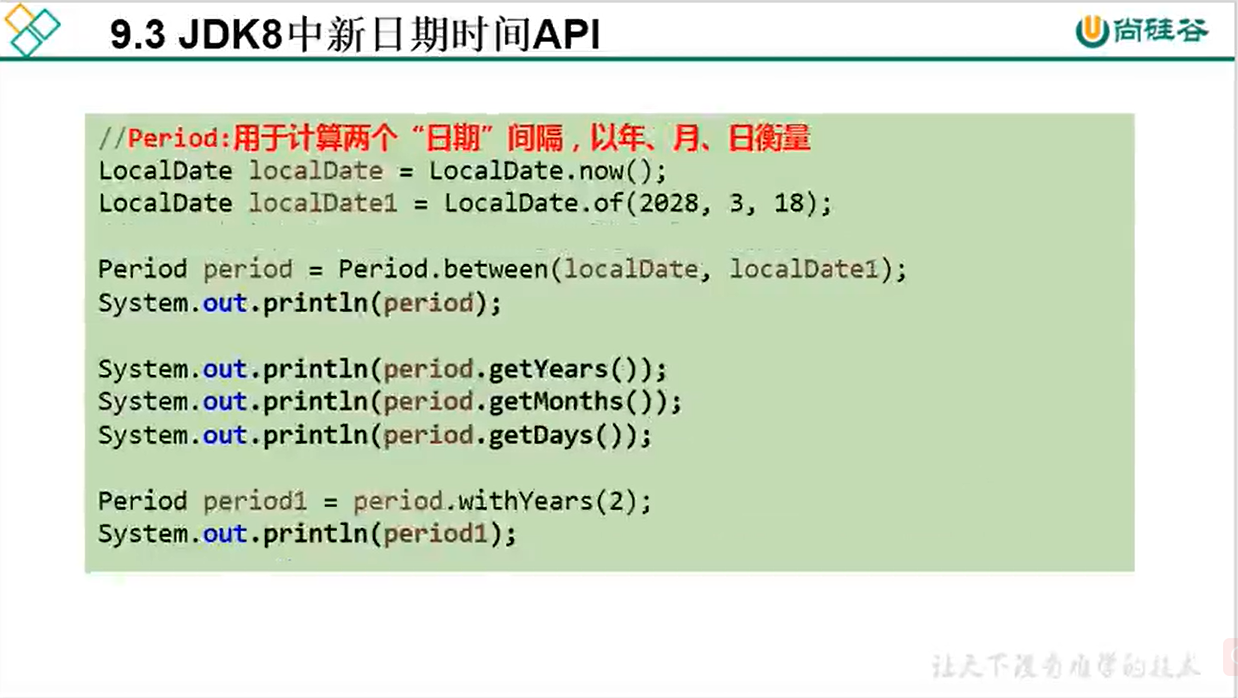 9.3 JDK8中新日期时间API
尚硅谷
//Period:用于计算两个“日期”间隔，以年、月、日衡量
LocalDate localDate = LocalDate.now();
LocalDate localDate1 = LocalDate.of(2028, 3, 18);
Period period = Period.between(localDate, localDate1);
System.out.println(period);
System.out.println(period.getYears());
System.out.println(period.getMonths());
System.out.println(period.getDays());
Period period1 = period.withYears(2);
System.out.println(period1);
让天下没有难学的技术